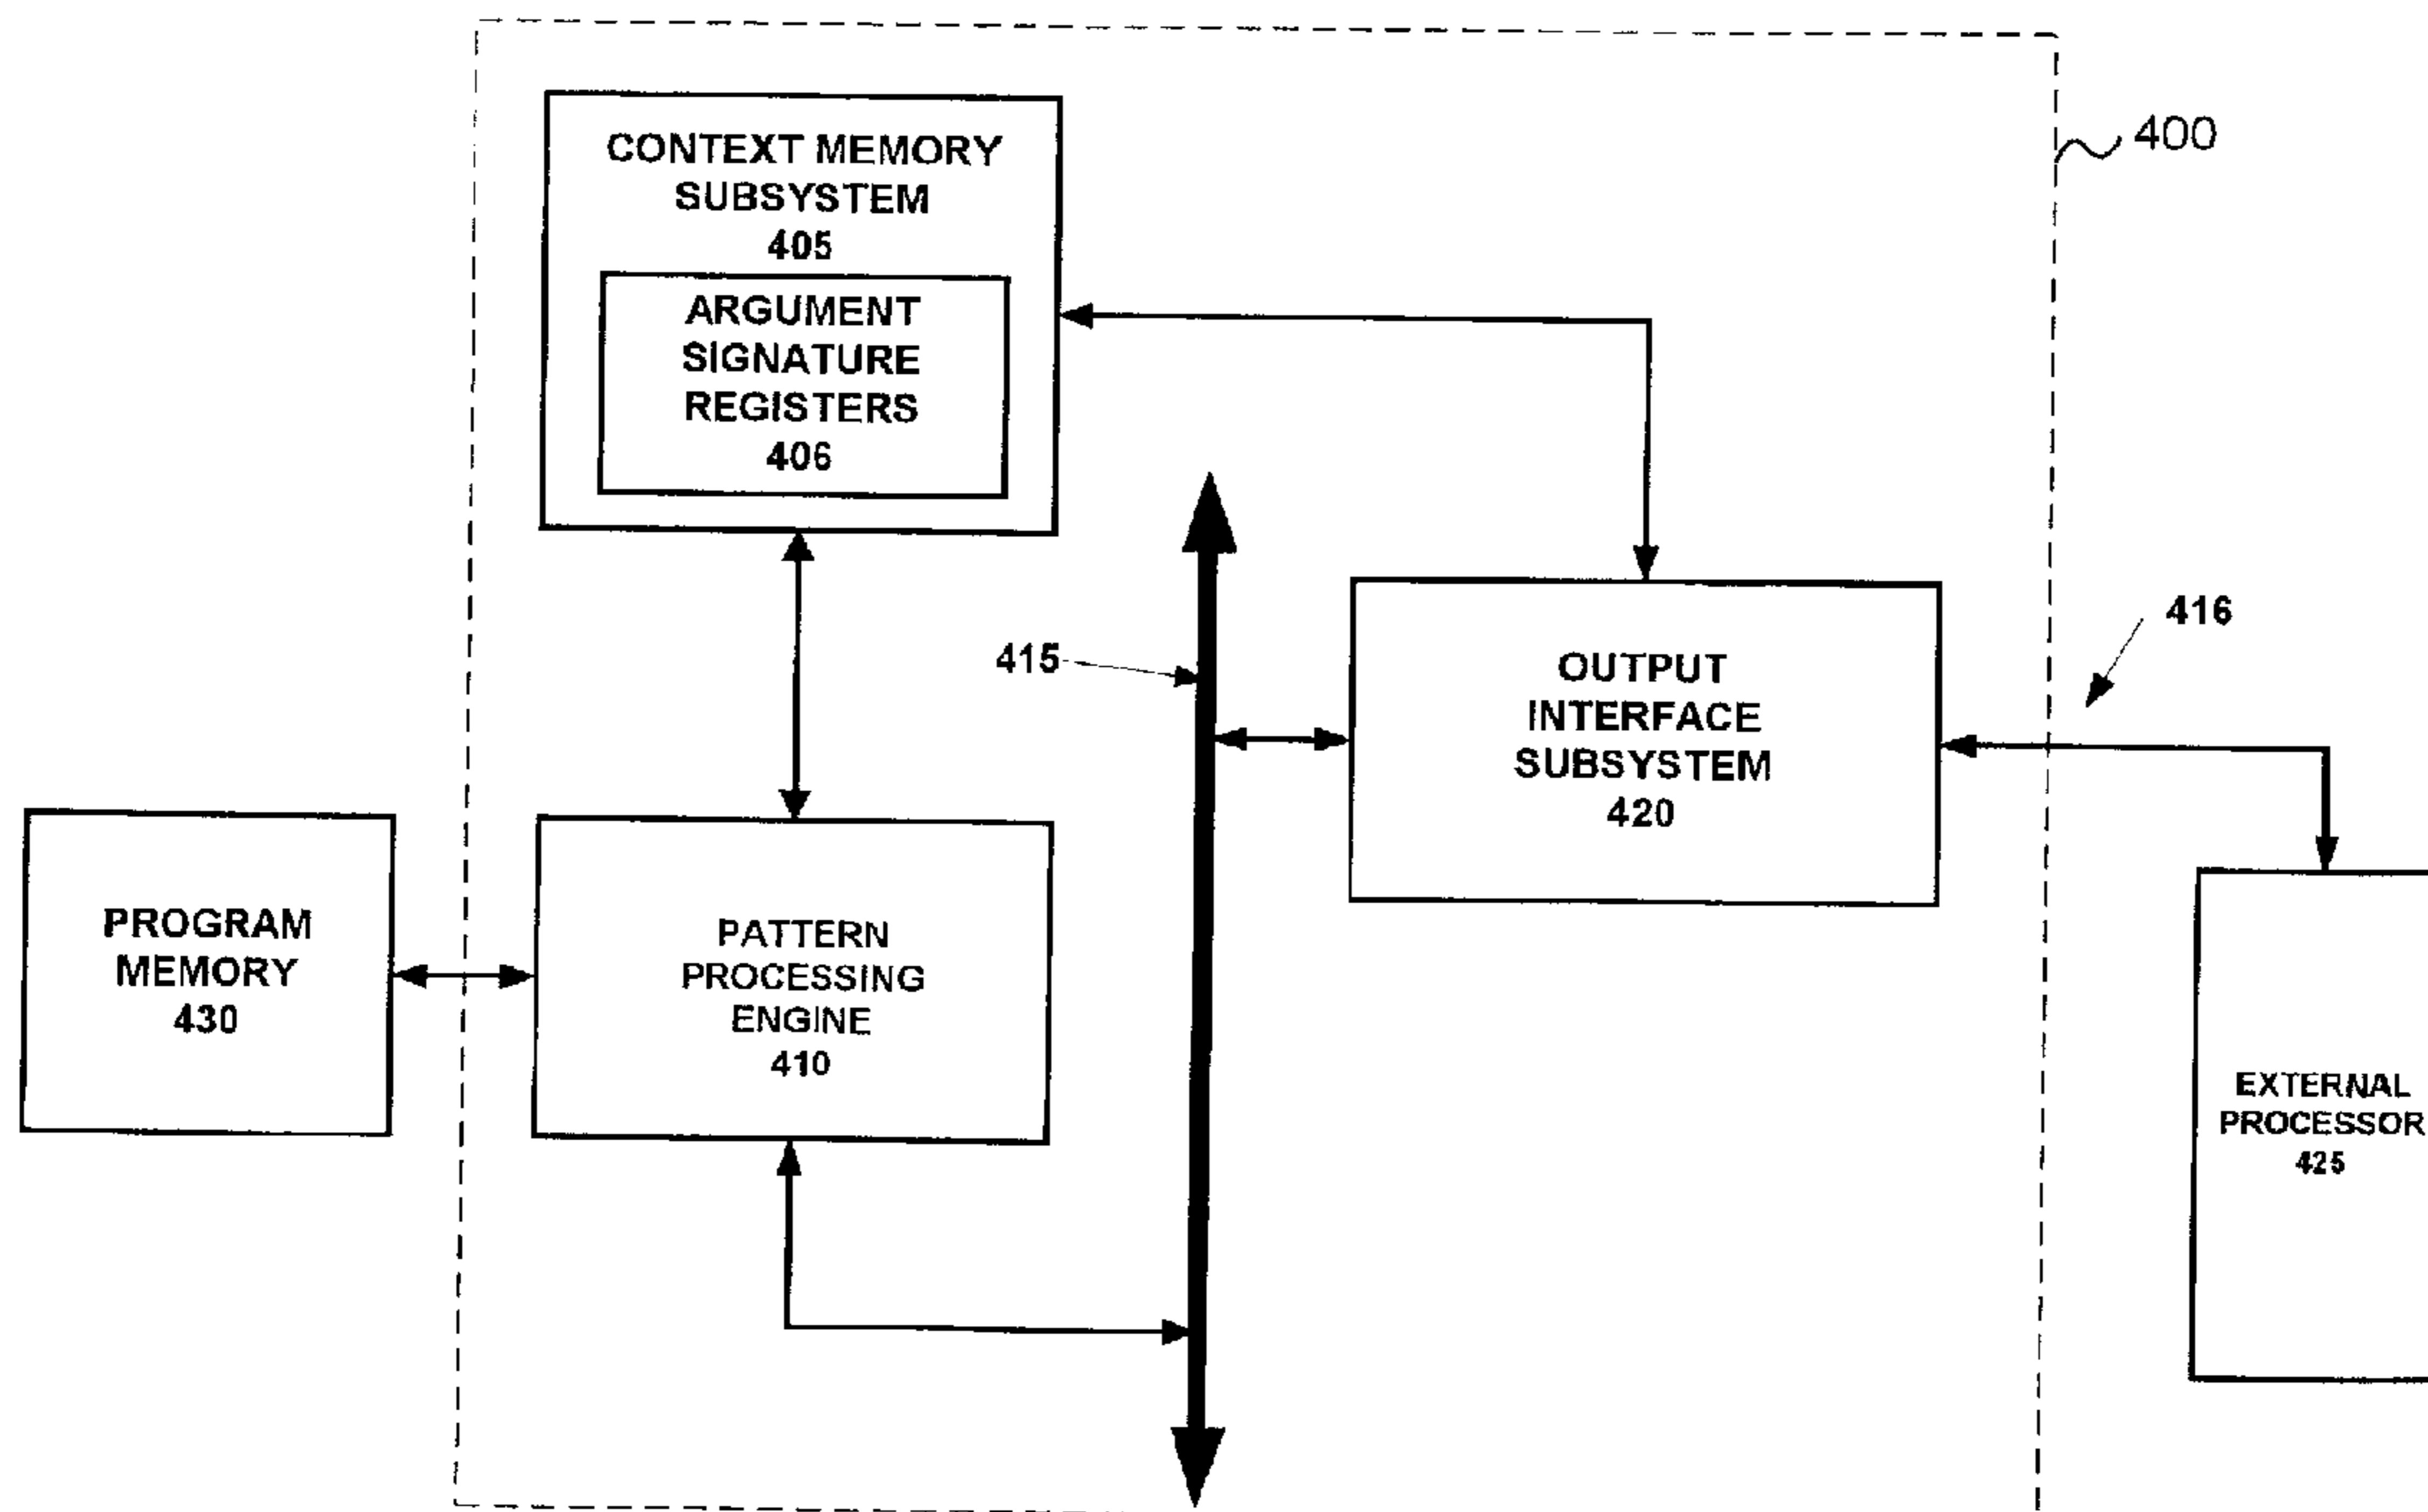 400
CONTEXT MEMORY
SUBSYSTEM
405
ARGUMENT
SIGNATURE
REGISTERS
406
415
416
OUTPUT
INTERFACE
SUBSYSTEM
420
PROGRAM
MEMORY
430
PATTERN
PROCESSING
ENGINE
410
EXTERNAL
PROCESSOR
425